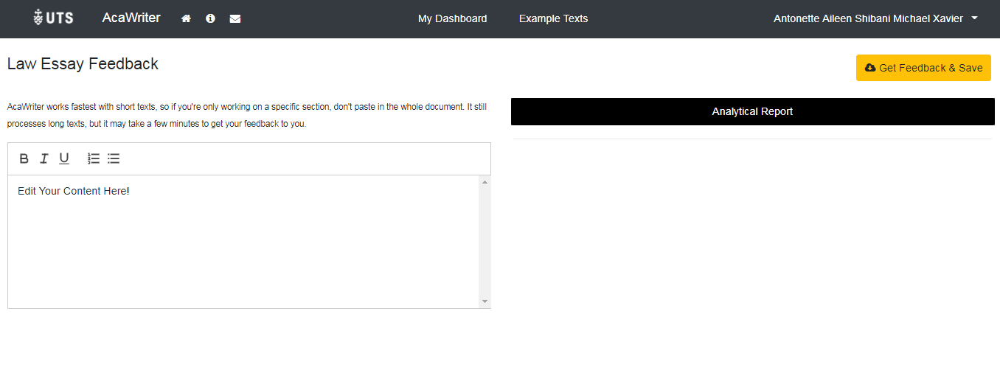 UTS AcaWriter My Dashboard Example Texts Antonette Aileen Shibani Michael Xavier
Law Essay Feedback
Get Feedback & Save
AcaWriter works fastest with short texts, so if you're only working on a specific section, don't paste in the whole document. It still
processes long texts, but it may take a few minutes to get your feedback to you.
Analytical Report
B I U
Edit Your Content Here!